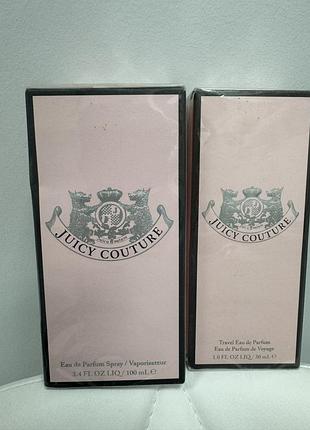 JUICY COUTURE
Eau de Parfum Spray / Vaporisateur
3.4 FL OZ LIQ / 100 mL ℮
JUICY COUTURE
Travel Eau de Parfum
Eau de Parfum de Voyage
1.0 FL OZ LIQ / 30 mL ℮